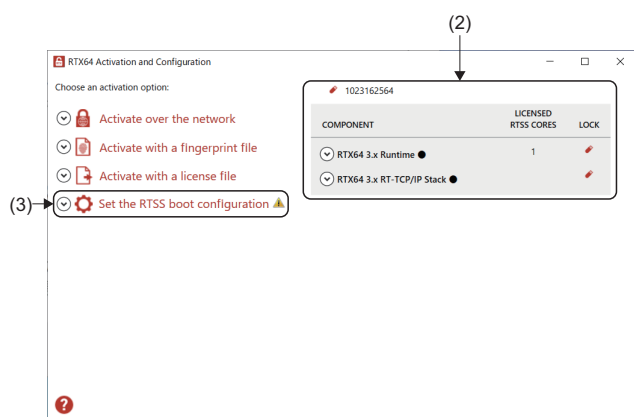 (2)
RTX64 Activation and Configuration
Choose an activation option:
1023162564
Activate over the network
Activate with a fingerprint file
Activate with a license file
(3)
Set the RTSS boot configuration
COMPONENT
LICENSED
RTSS CORES
LOCK
RTX64 3.x Runtime
1
RTX64 3.x RT-TCP/IP Stack
?